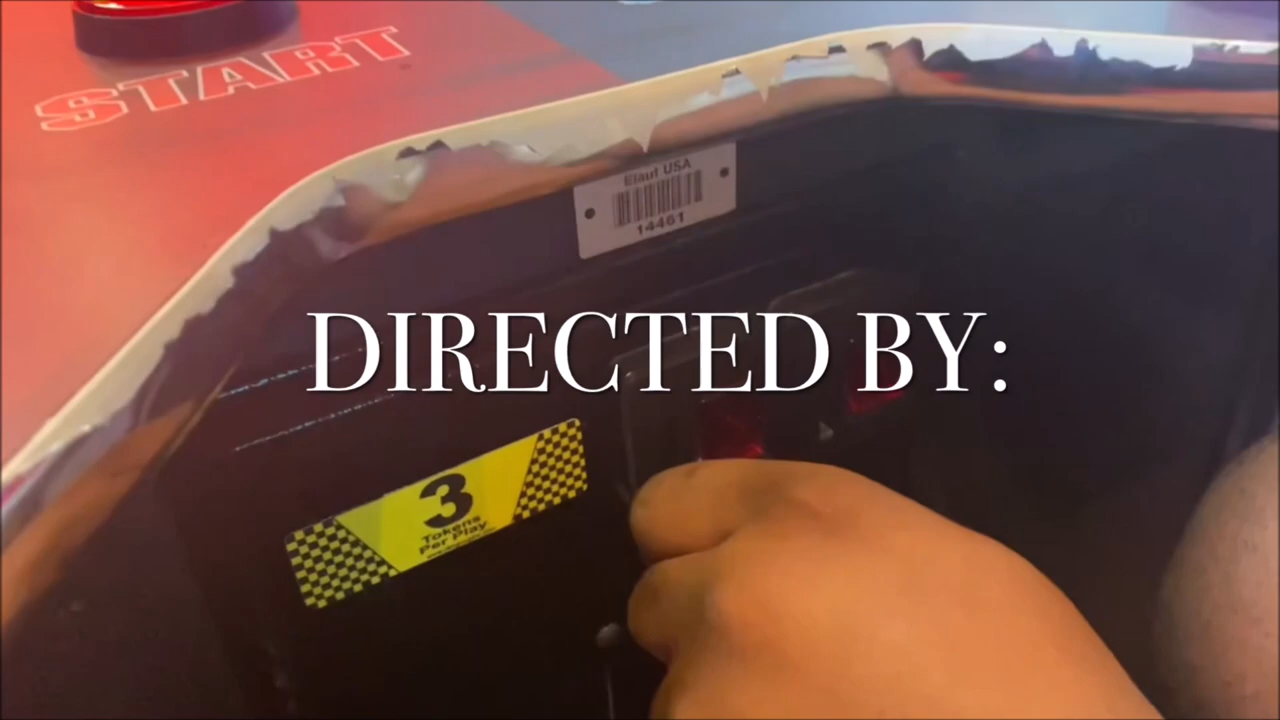 START
Elaut USA
14461
DIRECTED BY:
3
Tokens
Per Play